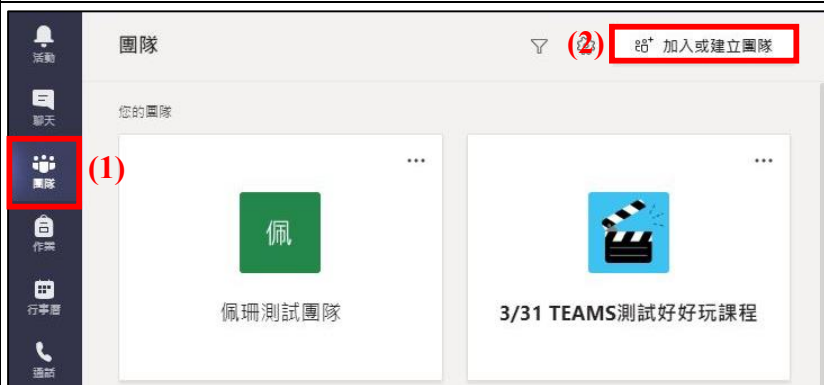 活動
聊天
團隊
作業
行事曆
通話
(1)
團隊
(2)
加入或建立團隊
您的團隊
佩
佩珊測試團隊
3/31 TEAMS測試好好玩課程